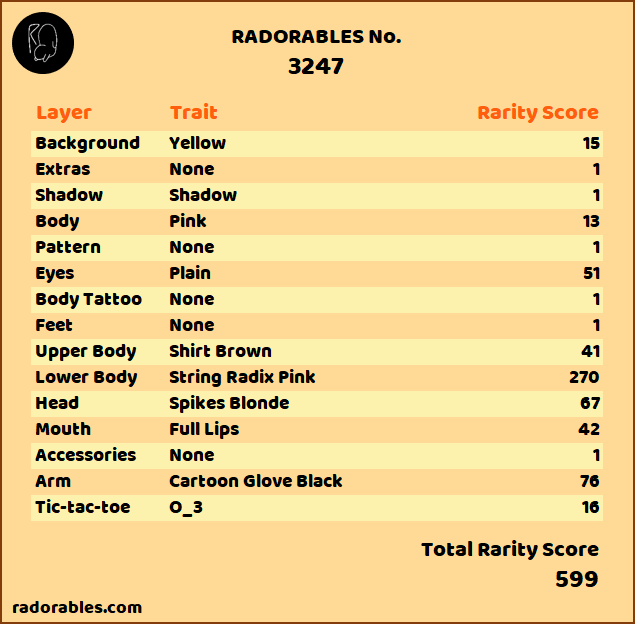 RADORABLES No.
3247
Layer Trait Rarity Score
Background Yellow 15
Extras None 1
Shadow Shadow 1
Body Pink 13
Pattern None 1
Eyes Plain 51
Body Tattoo None 1
Feet None 1
Upper Body Shirt Brown 41
Lower Body String Radix Pink 270
Head Spikes Blonde 67
Mouth Full Lips 42
Accessories None 1
Arm Cartoon Glove Black 76
Tic-tac-toe O_3 16
Total Rarity Score
599
radorables.com